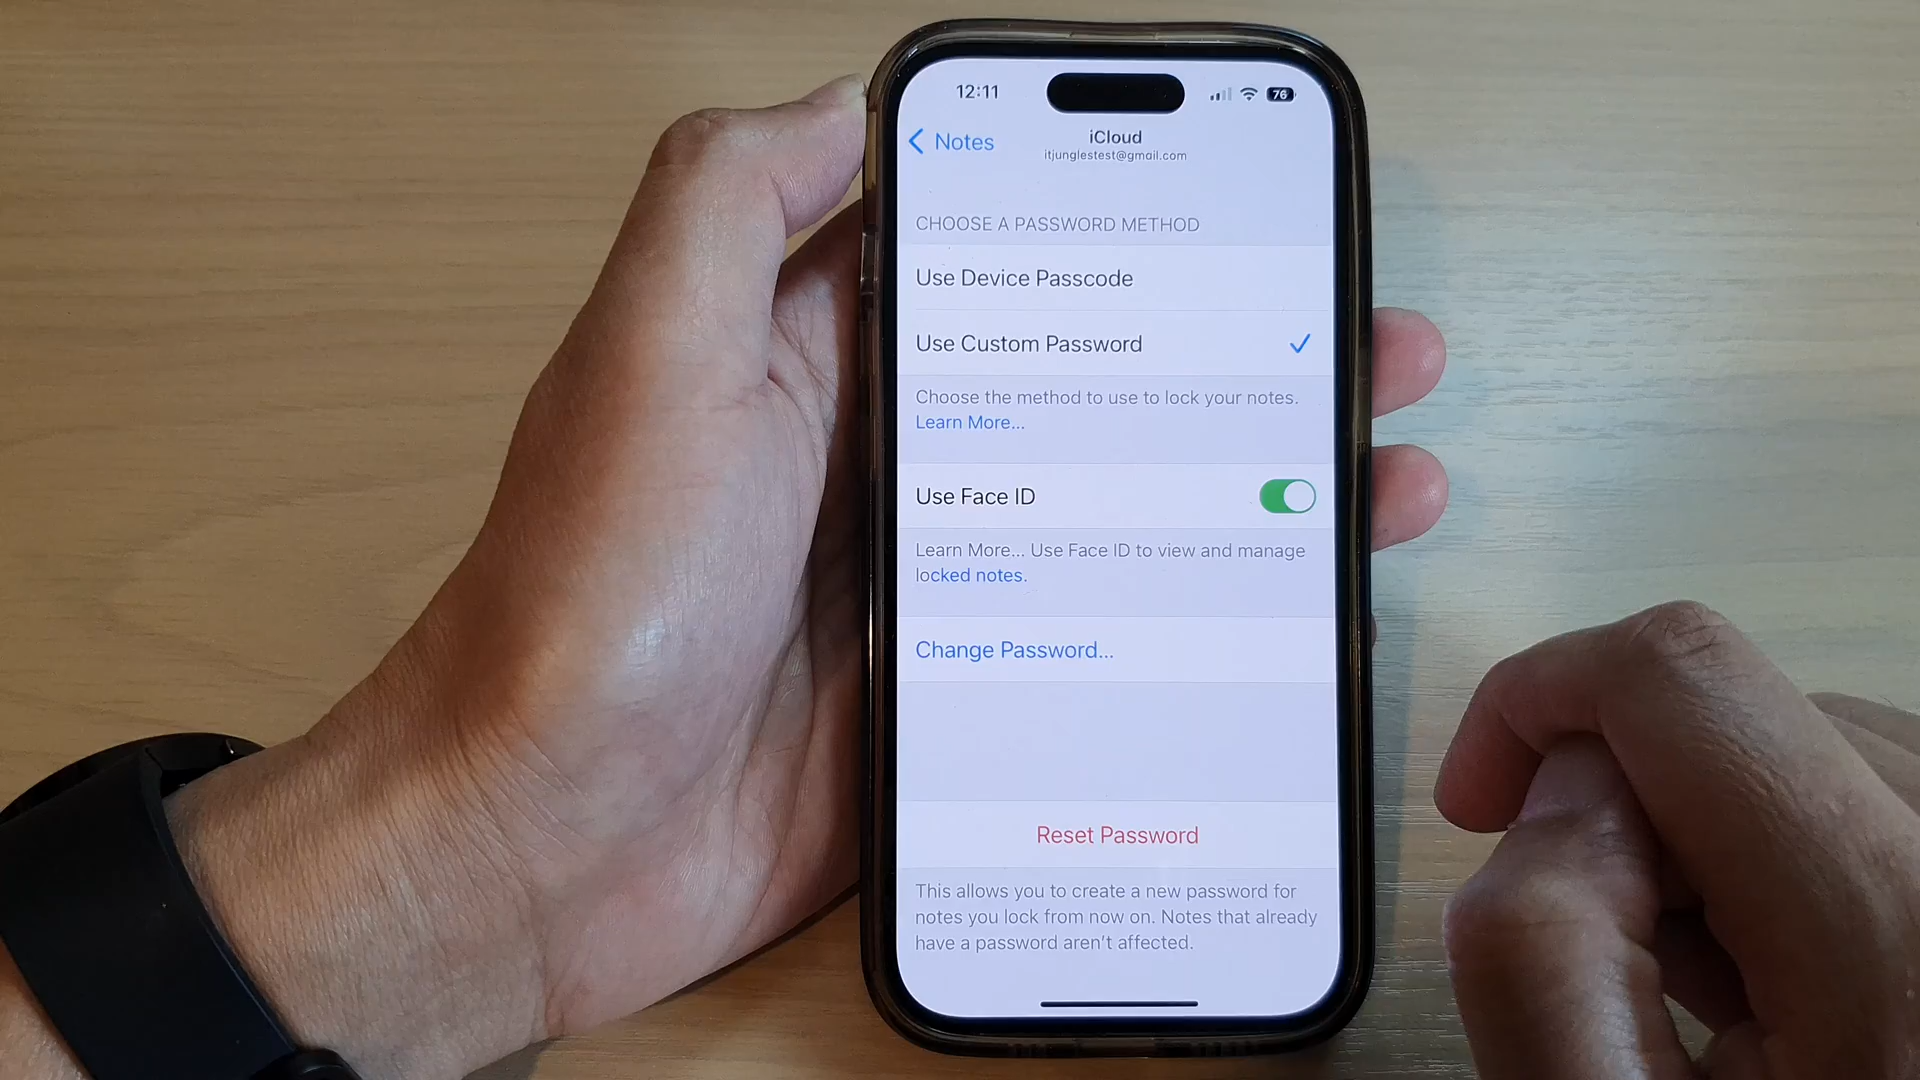 12:11
76
Notes
iCloud
itjunglestest@gmail.com
CHOOSE A PASSWORD METHOD
Use Device Passcode
Use Custom Password
Choose the method to use to lock your notes.
Learn More...
Use Face ID
Learn More... Use Face ID to view and manage
locked notes.
Change Password...
Reset Password
This allows you to create a new password for
notes you lock from now on. Notes that already
have a password aren't affected.